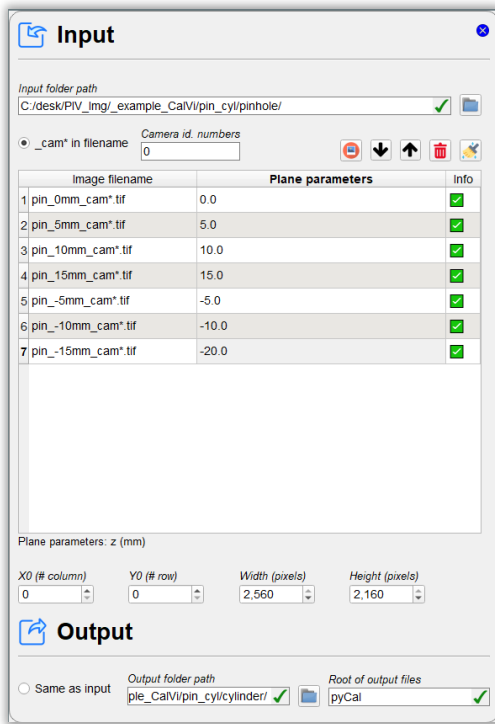 Input
Input folder path
C:/desk/PIV_Img/_example_CalVi/pin_cyl/pinhole/
_cam* in filename
Camera id. numbers
0
Image filename Plane parameters Info
1 pin_0mm_cam*.tif 0.0
2 pin_5mm_cam*.tif 5.0
3 pin_10mm_cam*.tif 10.0
4 pin_15mm_cam*.tif 15.0
5 pin_-5mm_cam*.tif -5.0
6 pin_-10mm_cam*.tif -10.0
7 pin_-15mm_cam*.tif -20.0
Plane parameters: z (mm)
X0 (# column) Y0 (# row) Width (pixels) Height (pixels)
0 0 2,560 2,160
Output
Same as input
Output folder path Root of output files
ple_CalVi/pin_cyl/cylinder/ pyCal